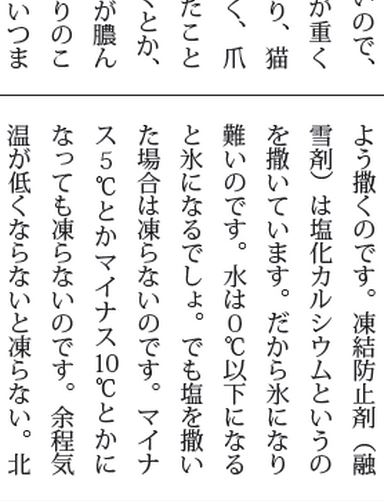 いので、
が重く
り、猫
く、爪
たこと
くとか、
が膿ん
りのこ
いつま
よう撒くのです。凍結防止剤（融
雪剤）は塩化カルシウムというの
を撒いています。だから氷になり
難いのです。水は0℃以下になる
と氷になるでしょ。でも塩を撒い
た場合は凍らないのです。マイナ
ス5℃とかマイナス10℃とかに
なっても凍らないのです。余程気
温が低くならないと凍らない。北